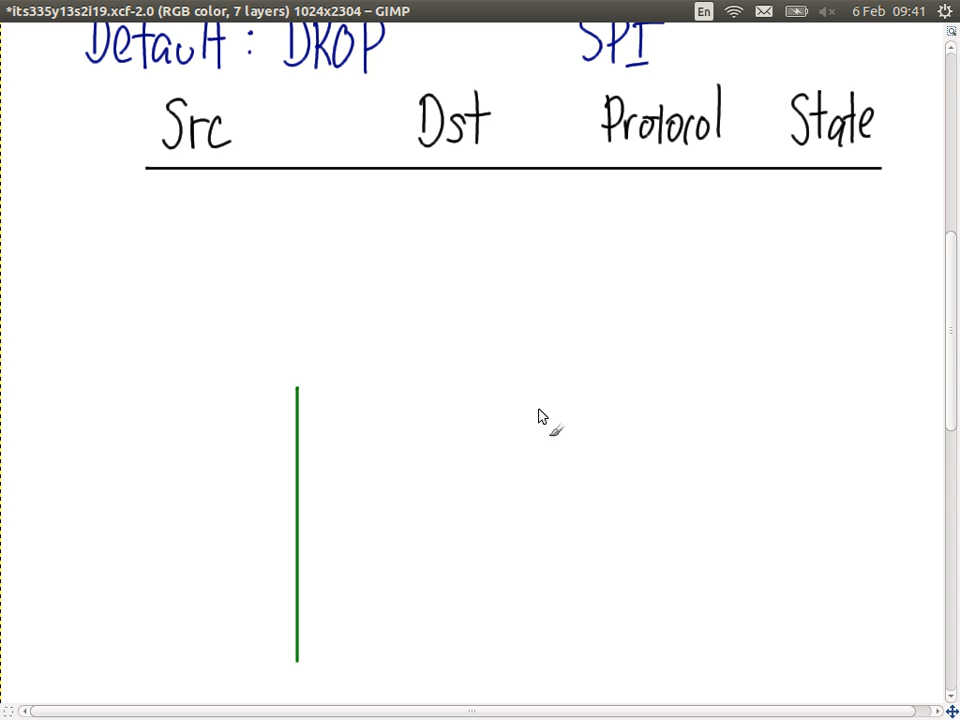 *its335y13s2i19.xcf-2.0 (RGB color, 7 layers) 1024x2304 – GIMP
En 6 Feb 09:41
Default : DROP SPI
Src Dst Protocol State